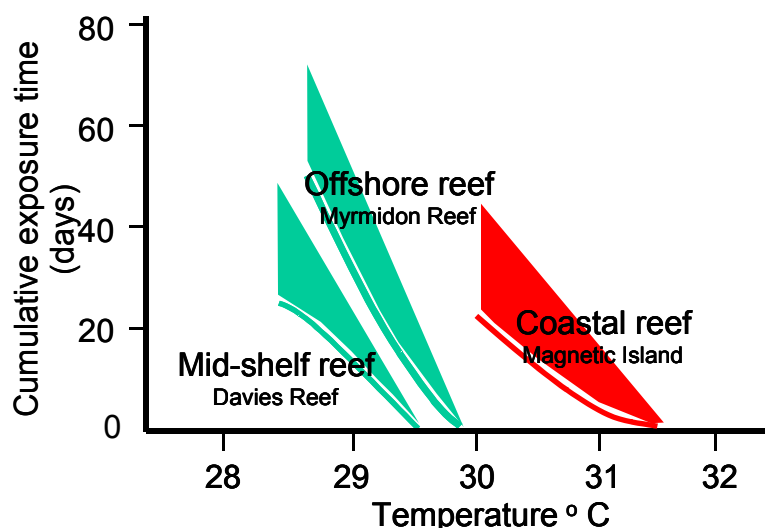 80
60
40
20
0
Cumulative exposure time
(days)
Offshore reef
Myrmidon Reef
Coastal reef
Magnetic Island
Mid-shelf reef
Davies Reef
28 29 30 31 32
Temperature º C